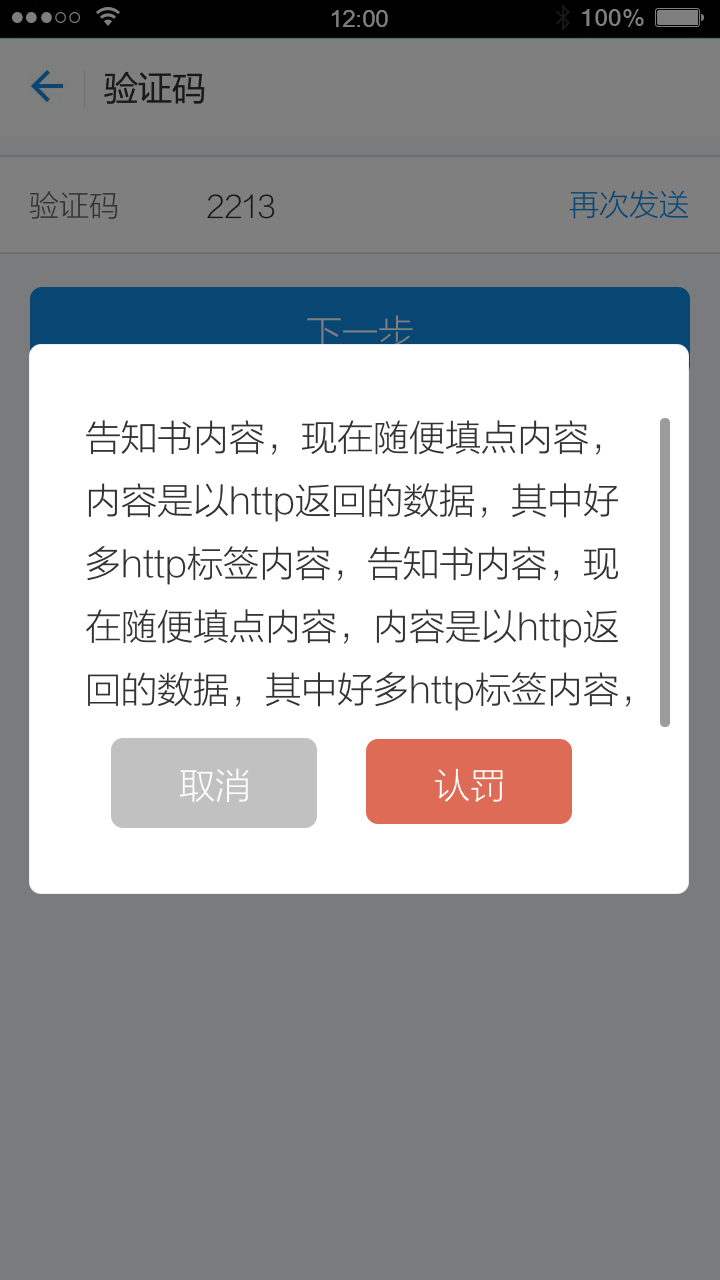 12:00 100%
验证码
验证码 2213 再次发送
下一步
告知书内容，现在随便填点内容，
内容是以http返回的数据，其中好
多http标签内容，告知书内容，现
在随便填点内容，内容是以http返
回的数据，其中好多http标签内容，
取消 认罚